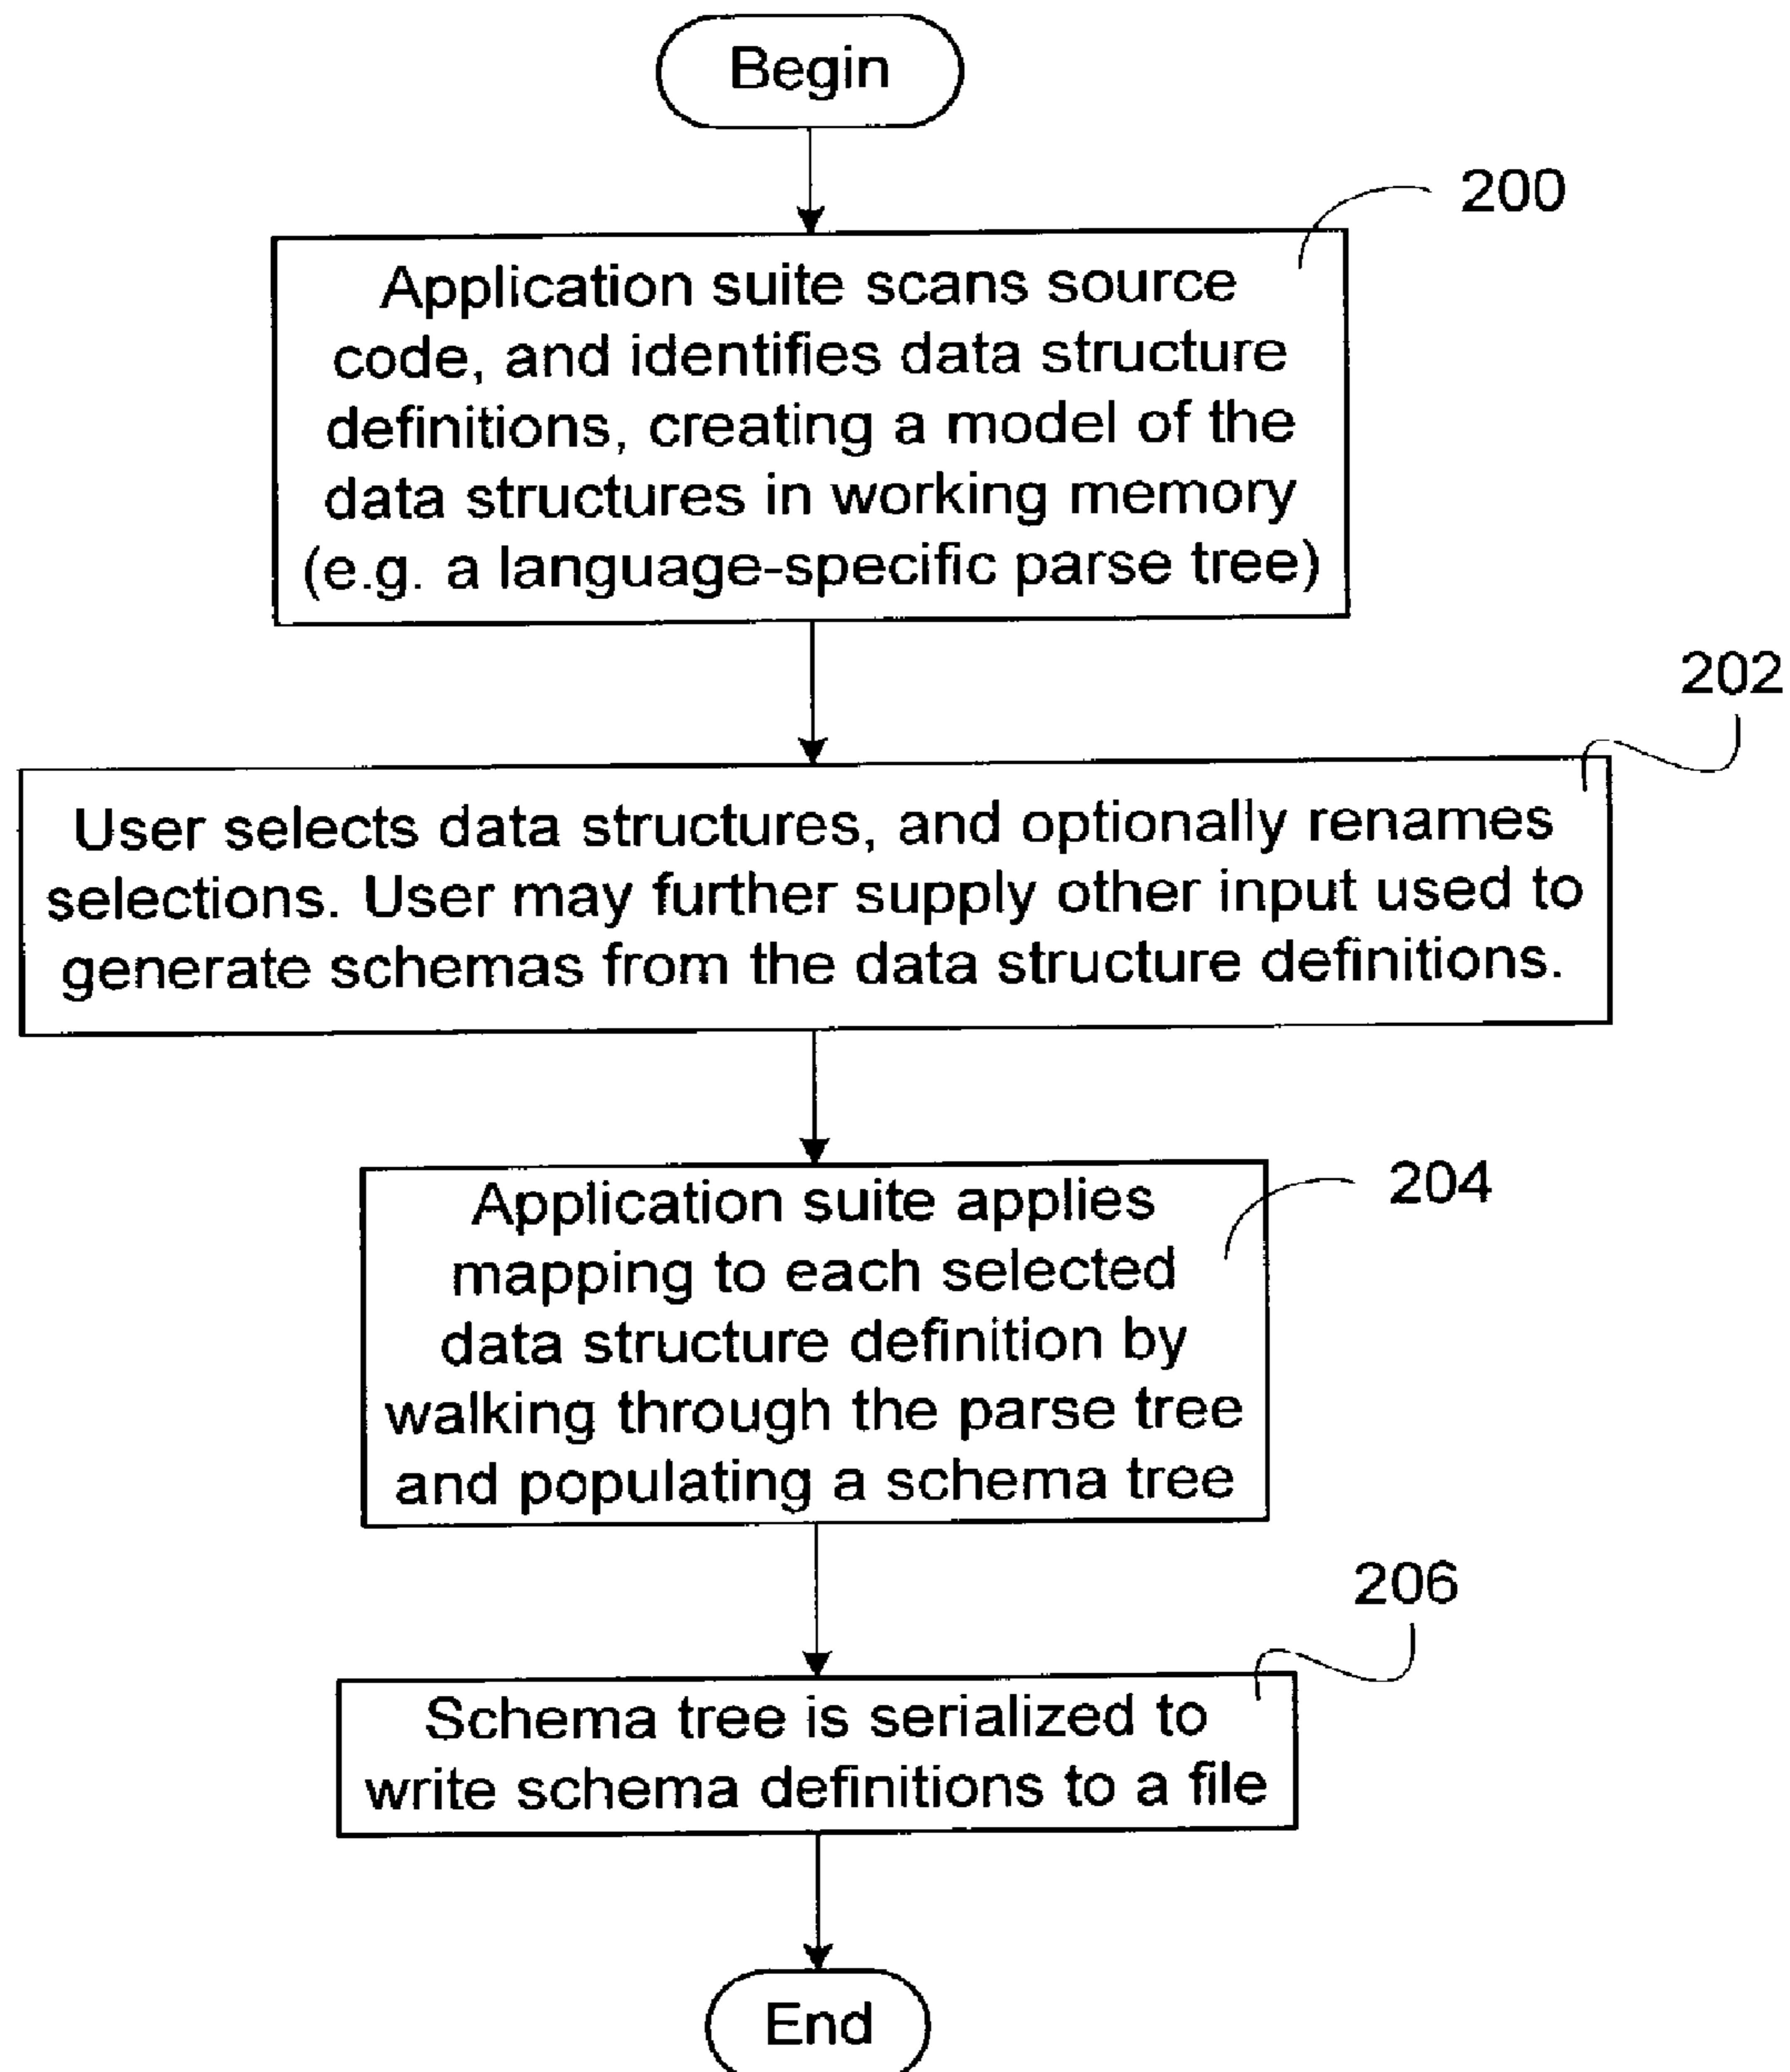 Begin
200
Application suite scans source
code, and identifies data structure
definitions, creating a model of the
data structures in working memory
(e.g. a language-specific parse tree)
202
User selects data structures, and optionally renames
selections. User may further supply other input used to
generate schemas from the data structure definitions.
204
Application suite applies
mapping to each selected
data structure definition by
walking through the parse tree
and populating a schema tree
206
Schema tree is serialized to
write schema definitions to a file
End